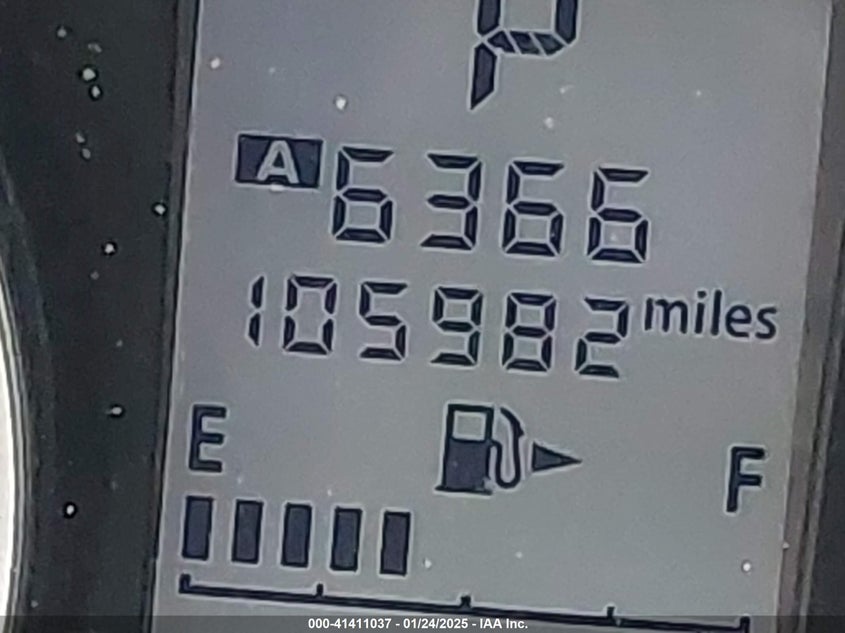 P
A 6366
105982 miles
E F
000-41411037 - 01/24/2025 - IAA Inc.